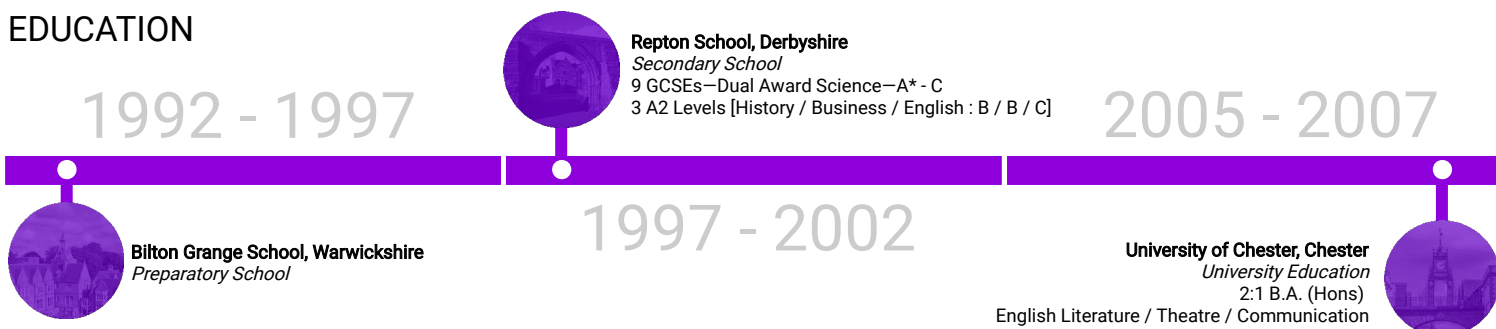 EDUCATION
1992 - 1997
Bilton Grange School, Warwickshire
Preparatory School
Repton School, Derbyshire
Secondary School
9 GCSEs—Dual Award Science—A* - C
3 A2 Levels [History / Business / English : B / B / C]
1997 - 2002
2005 - 2007
University of Chester, Chester
University Education
2:1 B.A. (Hons)
English Literature / Theatre / Communication